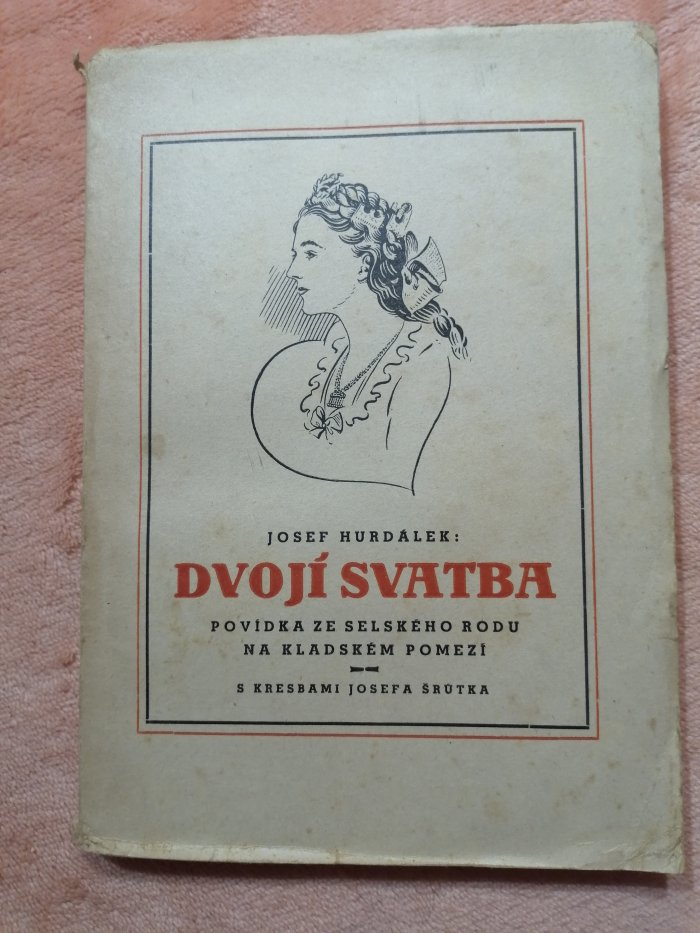 JOSEF HURDÁLEK:
DVOJÍ SVATBA
POVÍDKA ZE SELSKÉHO RODU
NA KLADSKÉM POMEZÍ
S KRESBAMI JOSEFA ŠRŮTKA